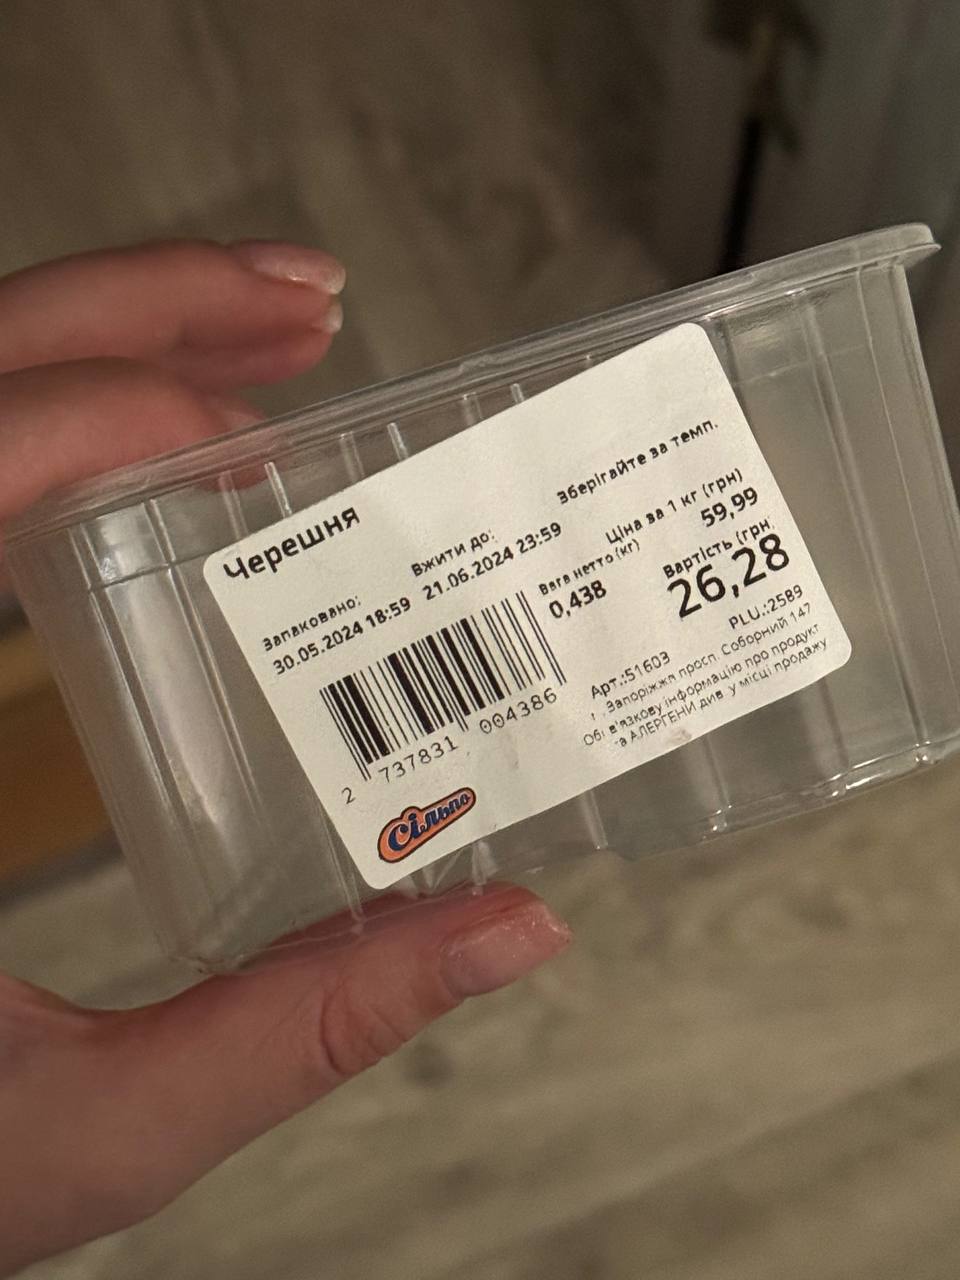 Черешня
Зберігайте за темп.
Запаковано:
Вжити до:
30.05.2024 18:59
21.06.2024 23:59
Ціна за 1 кг (грн)
59,99
Вага нетто (кг)
0,438
Вартість (грн.
26,28
2 737831 004386
PLU.:2589
Арт.:51603
Запоріжжя просп. Соборний 147
Обов'язкову інформацію про продукт
та АЛЕРГЕНИ див. у місці продажу
Сільпо